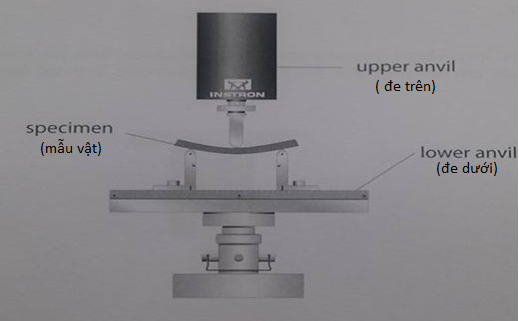 upper anvil
( đe trên)
INSTRON
specimen
(mẫu vật)
lower anvil
(đe dưới)